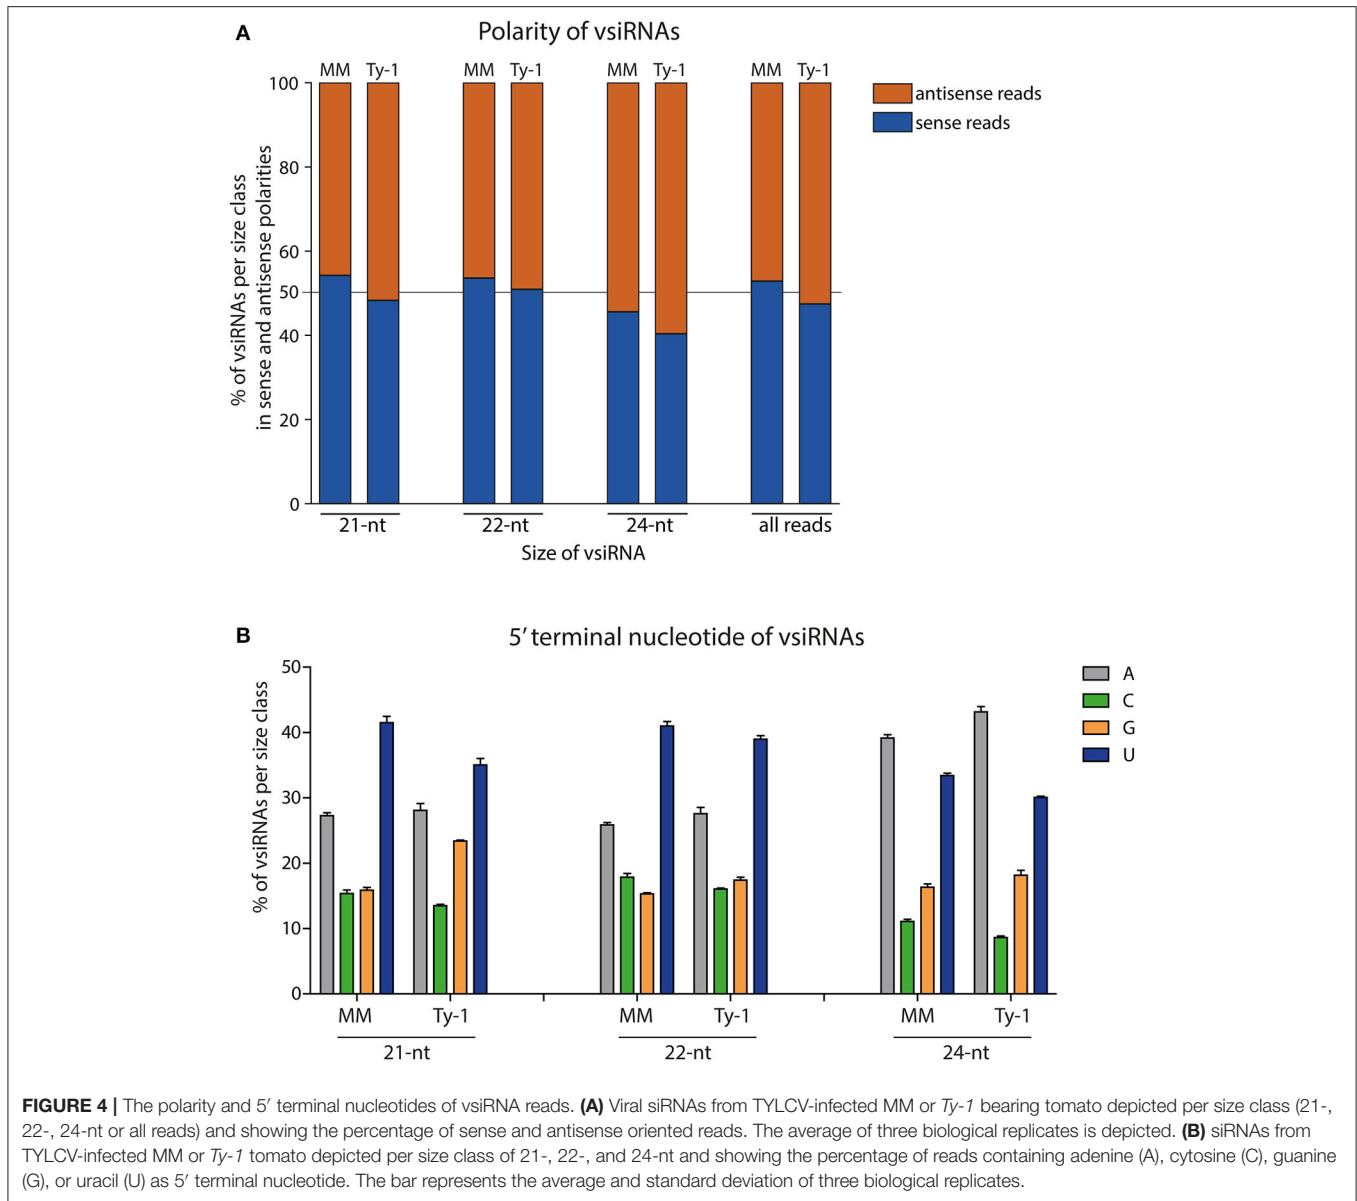 A
Polarity of vsiRNAs
MM Ty-1 MM Ty-1 MM Ty-1 MM Ty-1
100
80
60
50
40
20
0
% of vsiRNAs per size class
in sense and antisense polarities
antisense reads
sense reads
21-nt 22-nt 24-nt all reads
Size of vsiRNA
B
5′ terminal nucleotide of vsiRNAs
50
40
30
20
10
0
% of vsiRNAs per size class
A
C
G
U
MM Ty-1 MM Ty-1 MM Ty-1
21-nt 22-nt 24-nt
FIGURE 4 | The polarity and 5′ terminal nucleotides of vsiRNA reads. (A) Viral siRNAs from TYLCV-infected MM or Ty-1 bearing tomato depicted per size class (21-,
22-, 24-nt or all reads) and showing the percentage of sense and antisense oriented reads. The average of three biological replicates is depicted. (B) siRNAs from
TYLCV-infected MM or Ty-1 tomato depicted per size class of 21-, 22-, and 24-nt and showing the percentage of reads containing adenine (A), cytosine (C), guanine
(G), or uracil (U) as 5′ terminal nucleotide. The bar represents the average and standard deviation of three biological replicates.